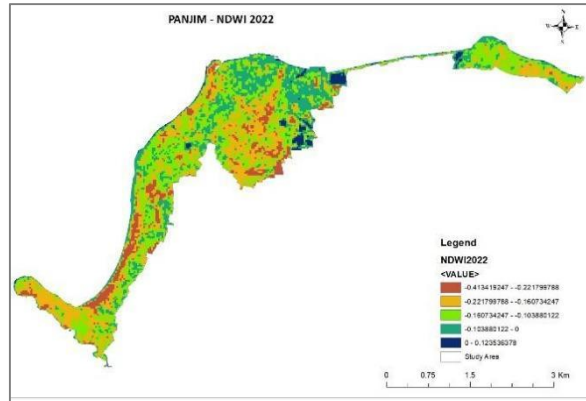 PANJIM - NDWI 2022
N
W E
S
Legend
NDWI2022
<VALUE>
-0.413419247 - -0.221799788
-0.221799788 - -0.160734247
-0.160734247 - -0.103880122
-0.103880122 - 0
0 - 0.123536378
Study Area
0 0.75 1.5 3 Km